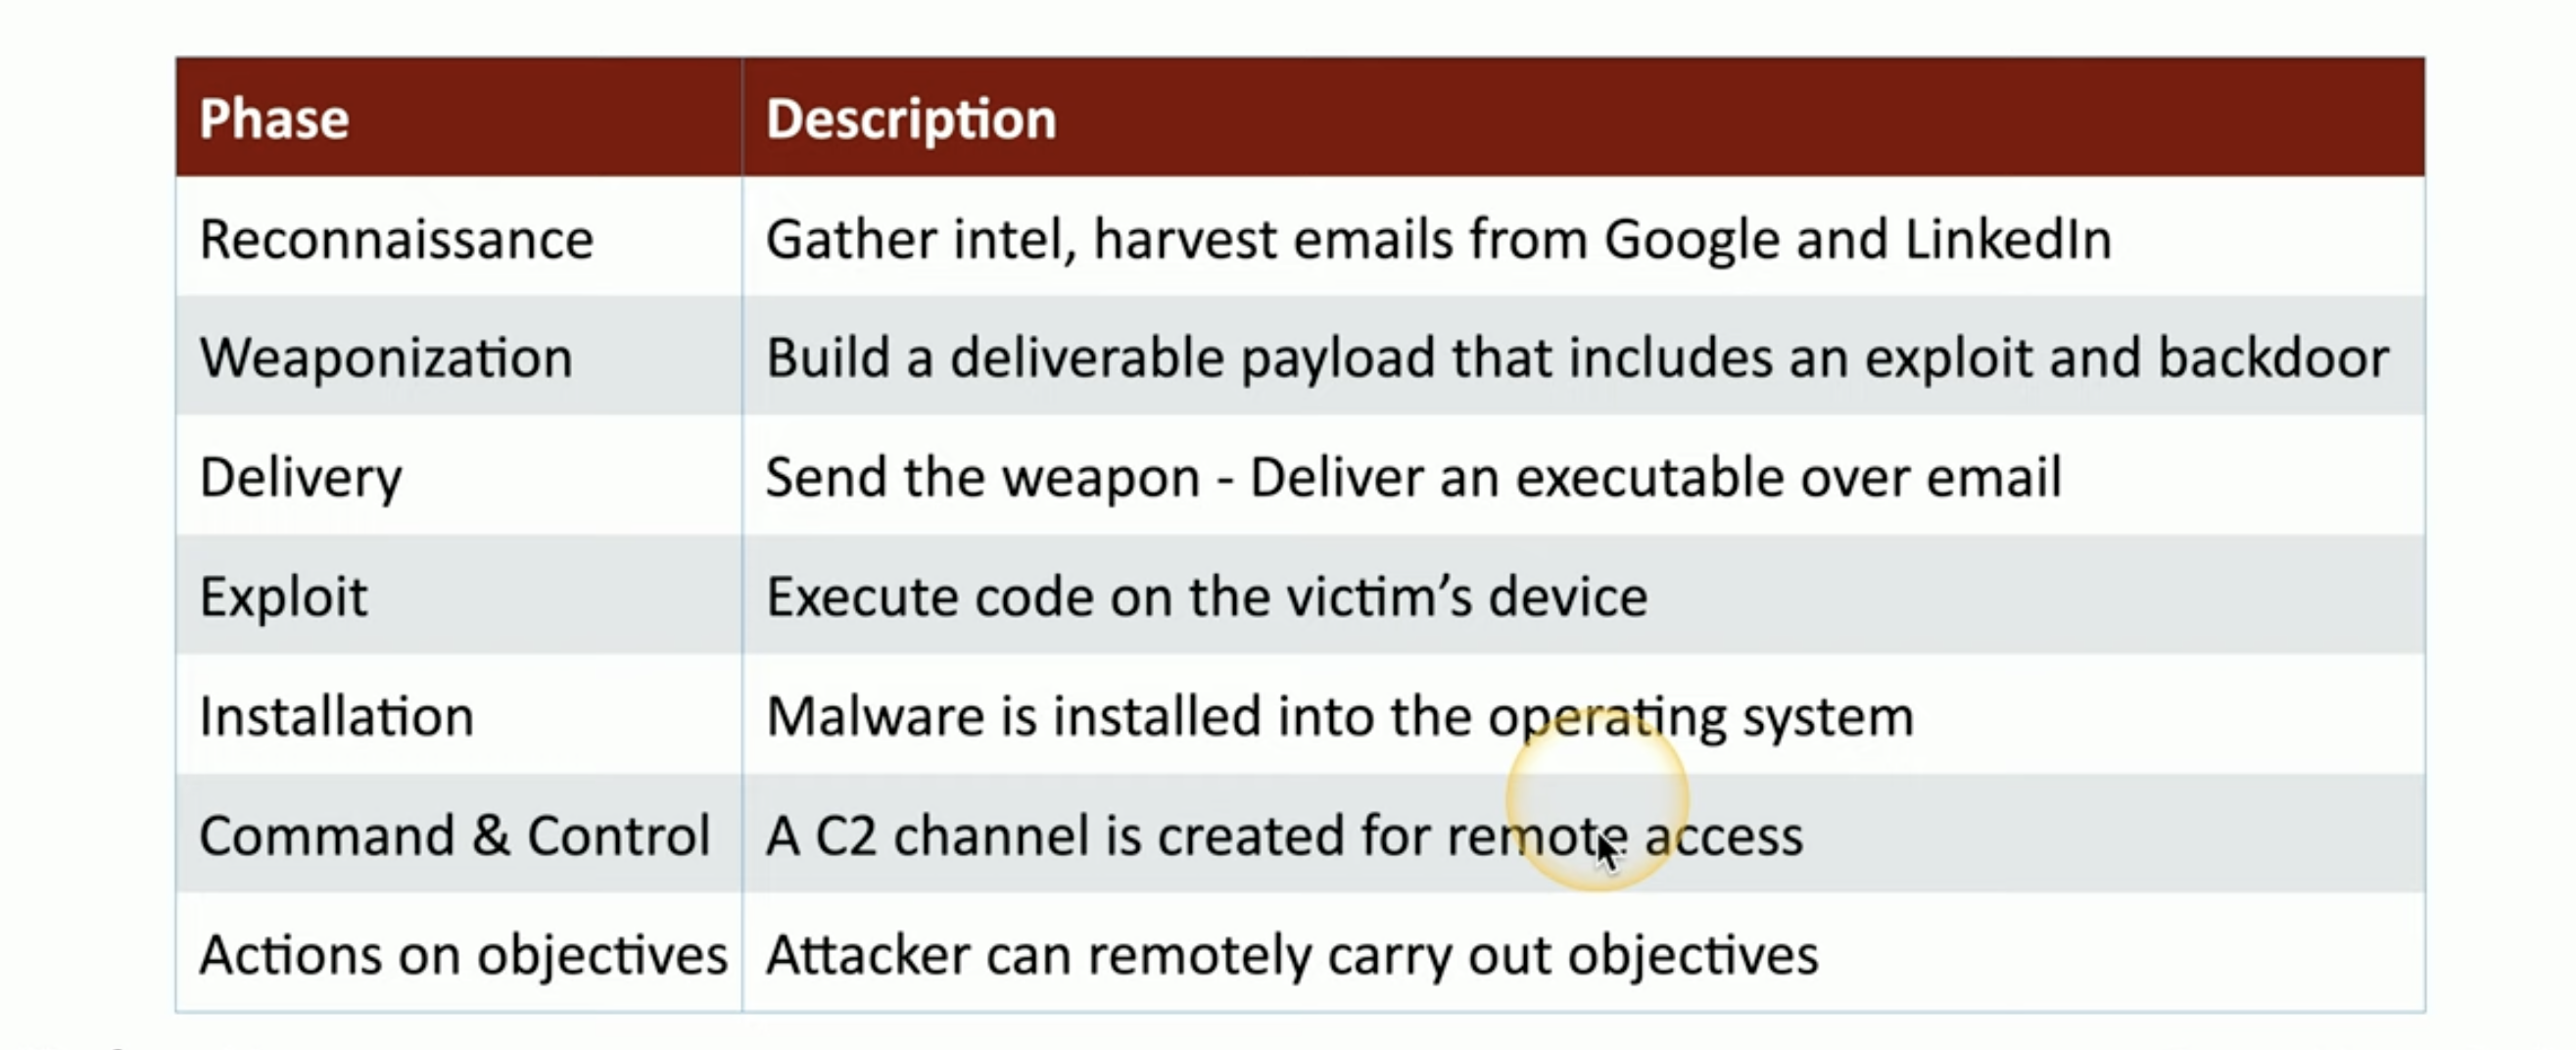 Phase Description
Reconnaissance Gather intel, harvest emails from Google and LinkedIn
Weaponization Build a deliverable payload that includes an exploit and backdoor
Delivery Send the weapon - Deliver an executable over email
Exploit Execute code on the victim’s device
Installation Malware is installed into the operating system
Command & Control A C2 channel is created for remote access
Actions on objectives Attacker can remotely carry out objectives